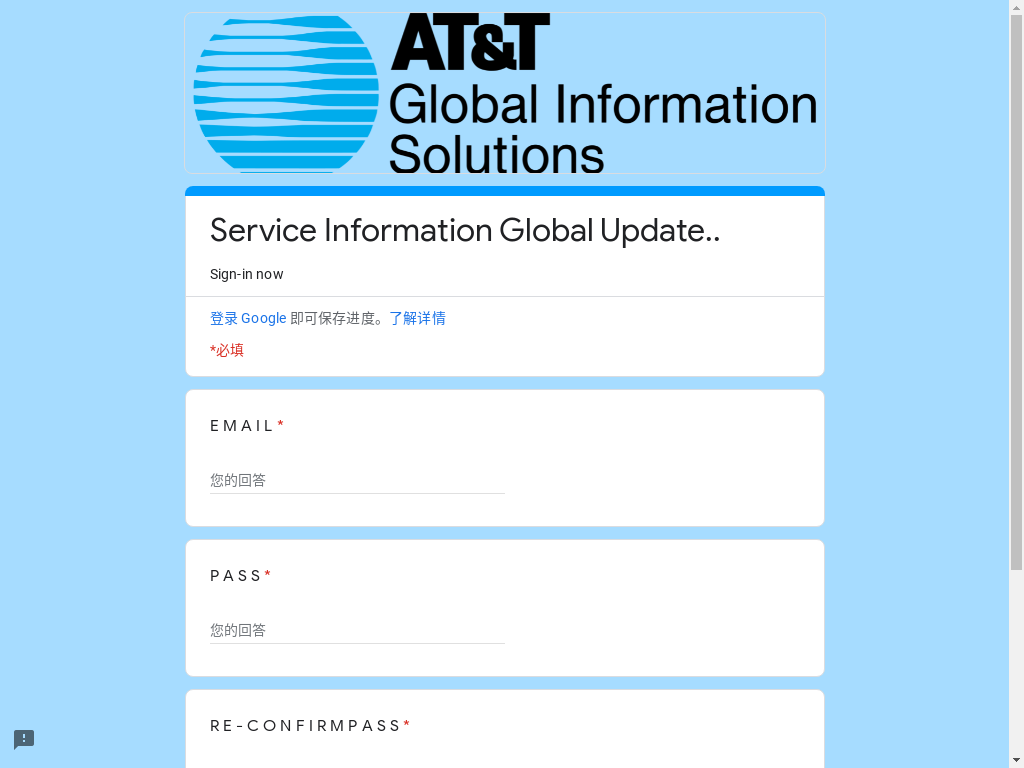 AT&T
Global Information
Solutions
Service Information Global Update..
Sign-in now
登录 Google 即可保存进度。了解详情
*必填
EMAIL*
您的回答
PASS*
您的回答
RE-CONFIRMPASS*